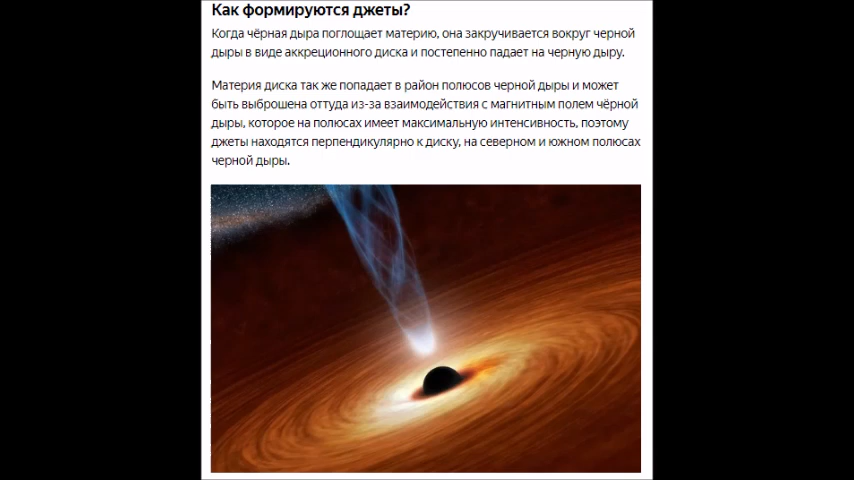 Как формируются джеты?
Когда чёрная дыра поглощает материю, она закручивается вокруг черной
дыры в виде аккреционного диска и постепенно падает на черную дыру.
Материя диска так же попадает в район полюсов черной дыры и может
быть выброшена оттуда из-за взаимодействия с магнитным полем чёрной
дыры, которое на полюсах имеет максимальную интенсивность, поэтому
джеты находятся перпендикулярно к диску, на северном и южном полюсах
черной дыры.